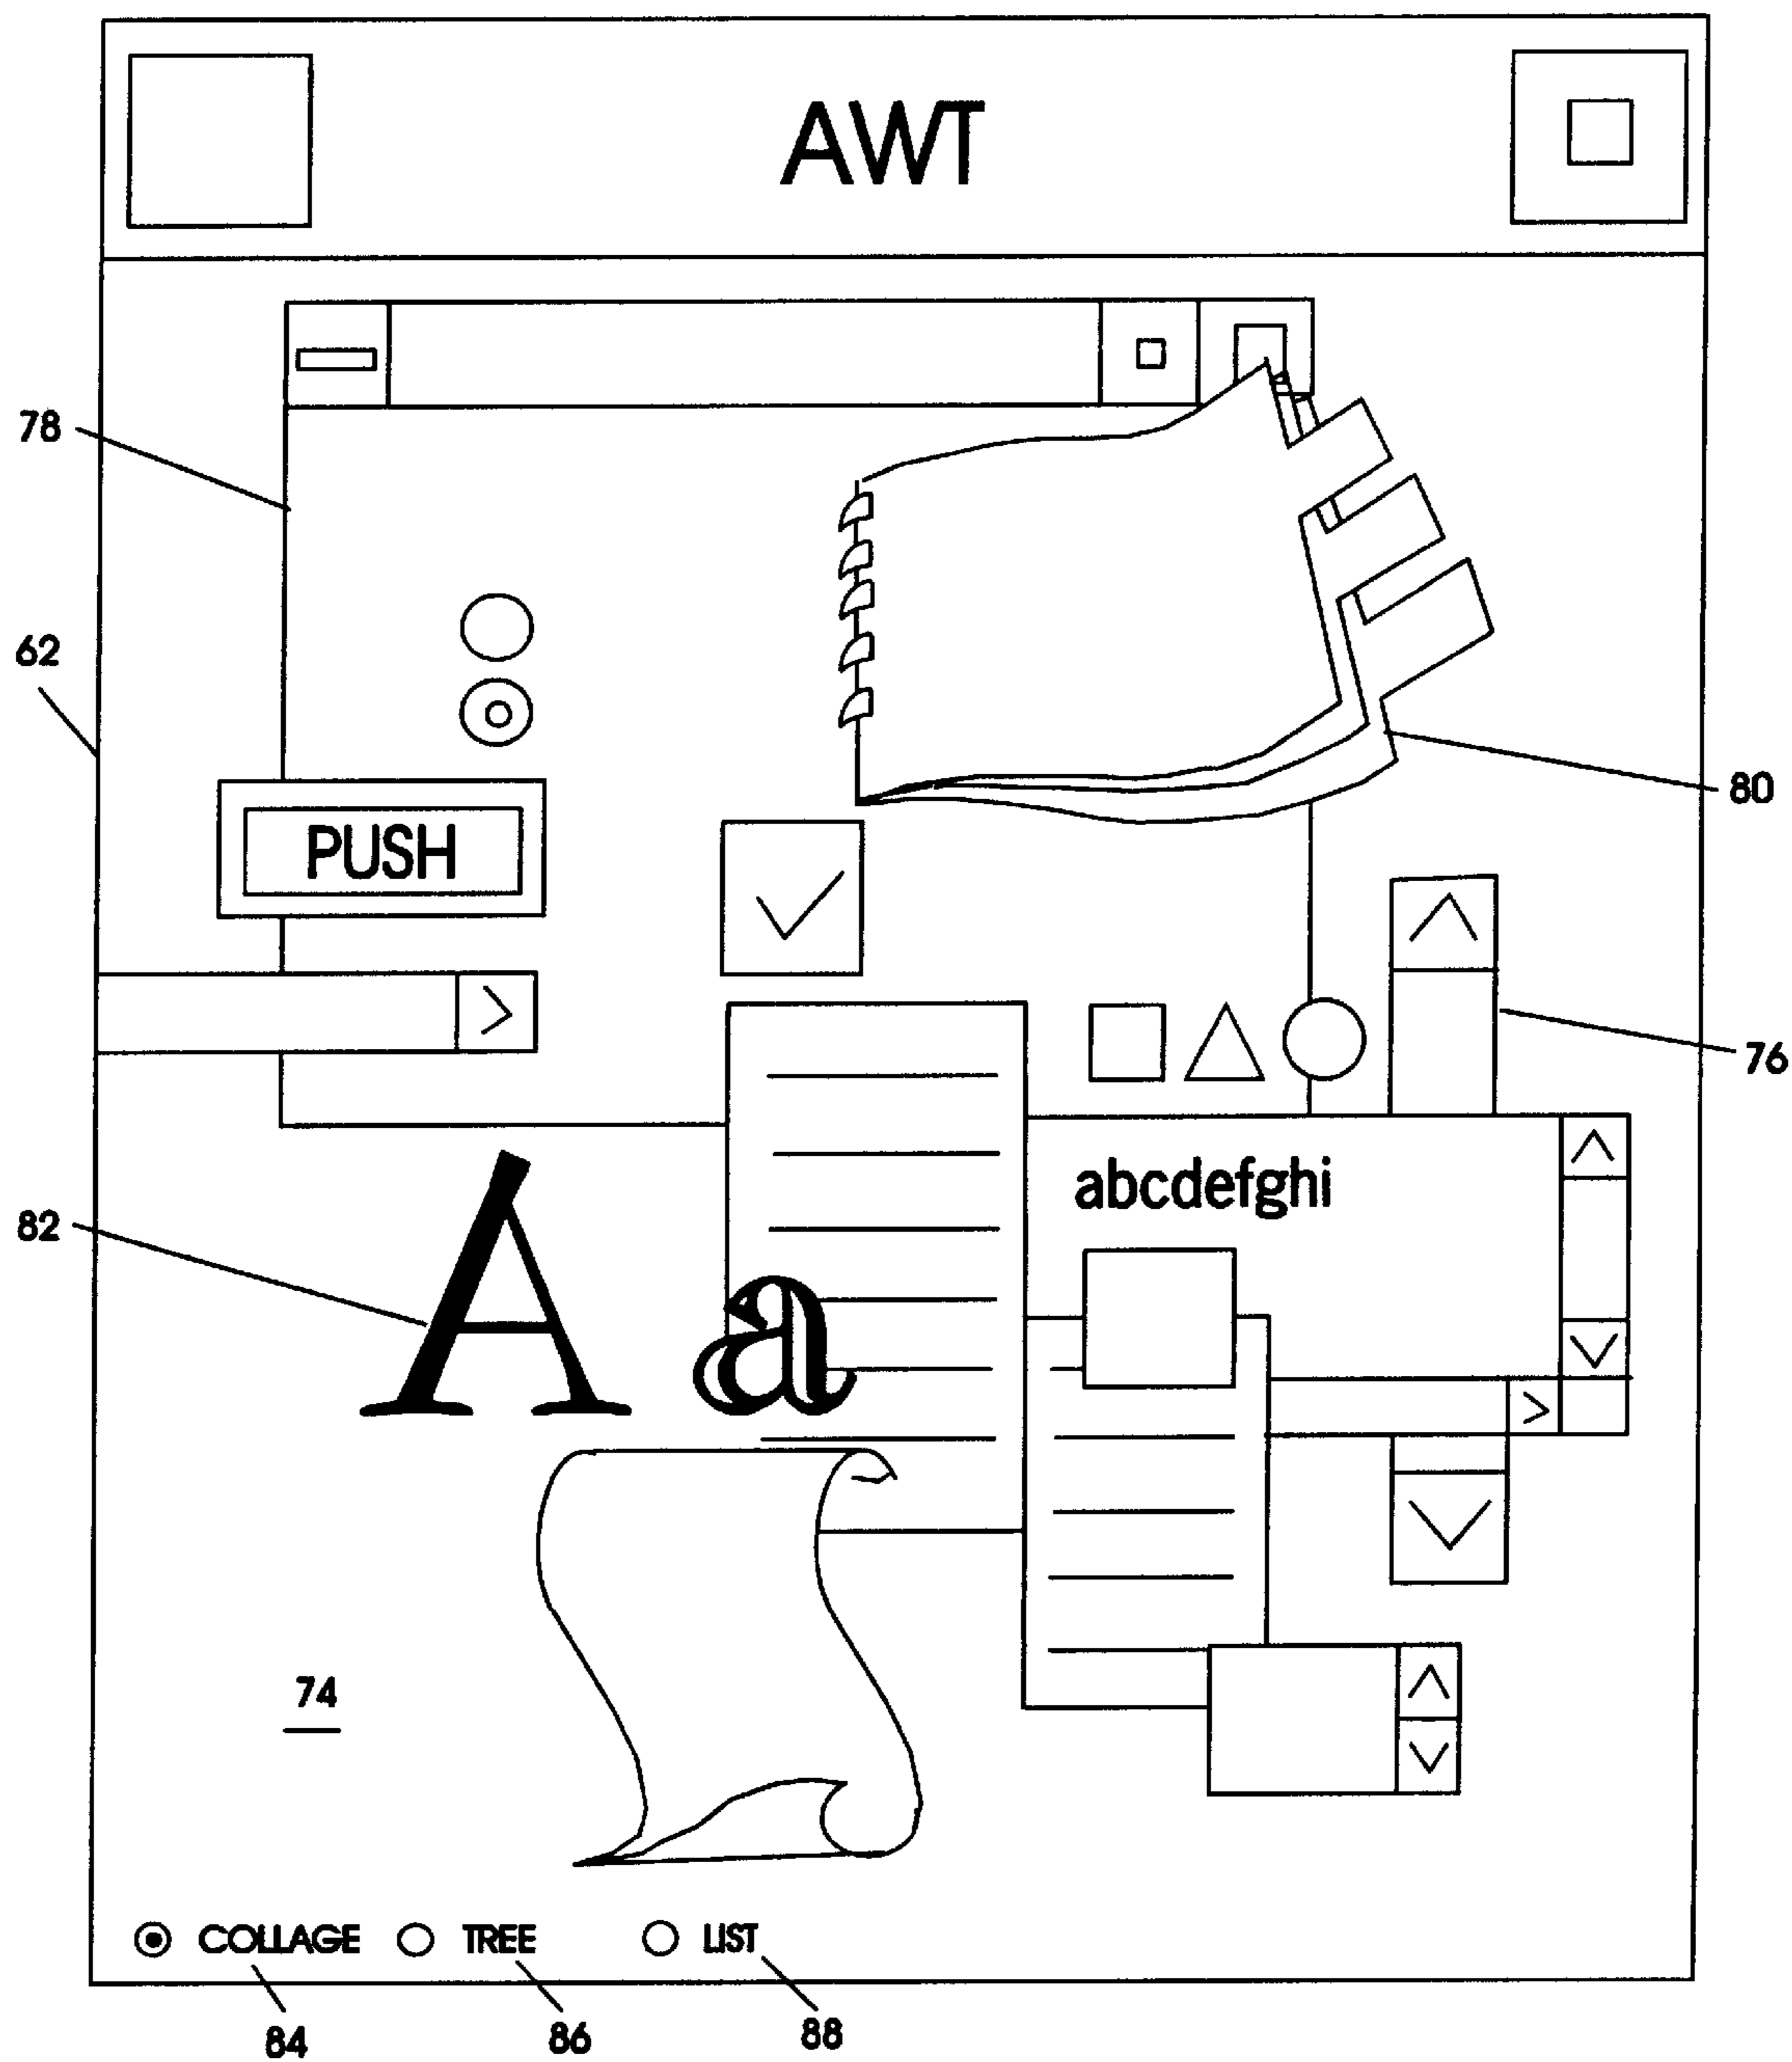 AWT
78
62
80
PUSH
76
abcdefghi
82
A a
74
COLLAGE TREE LIST
84 86 88